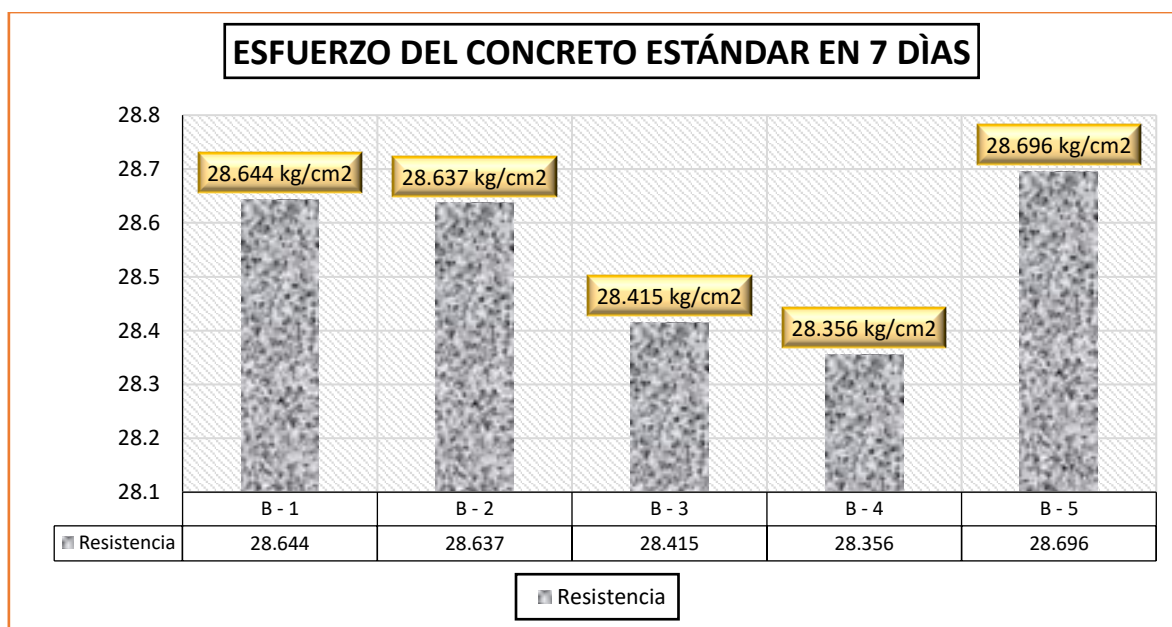 ESFUERZO DEL CONCRETO ESTÁNDAR EN 7 DÌAS
28.8
28.7
28.6
28.5
28.4
28.3
28.2
28.1
28.644 kg/cm2
28.637 kg/cm2
28.415 kg/cm2
28.356 kg/cm2
28.696 kg/cm2
B - 1 B - 2 B - 3 B - 4 B - 5
Resistencia 28.644 28.637 28.415 28.356 28.696
Resistencia